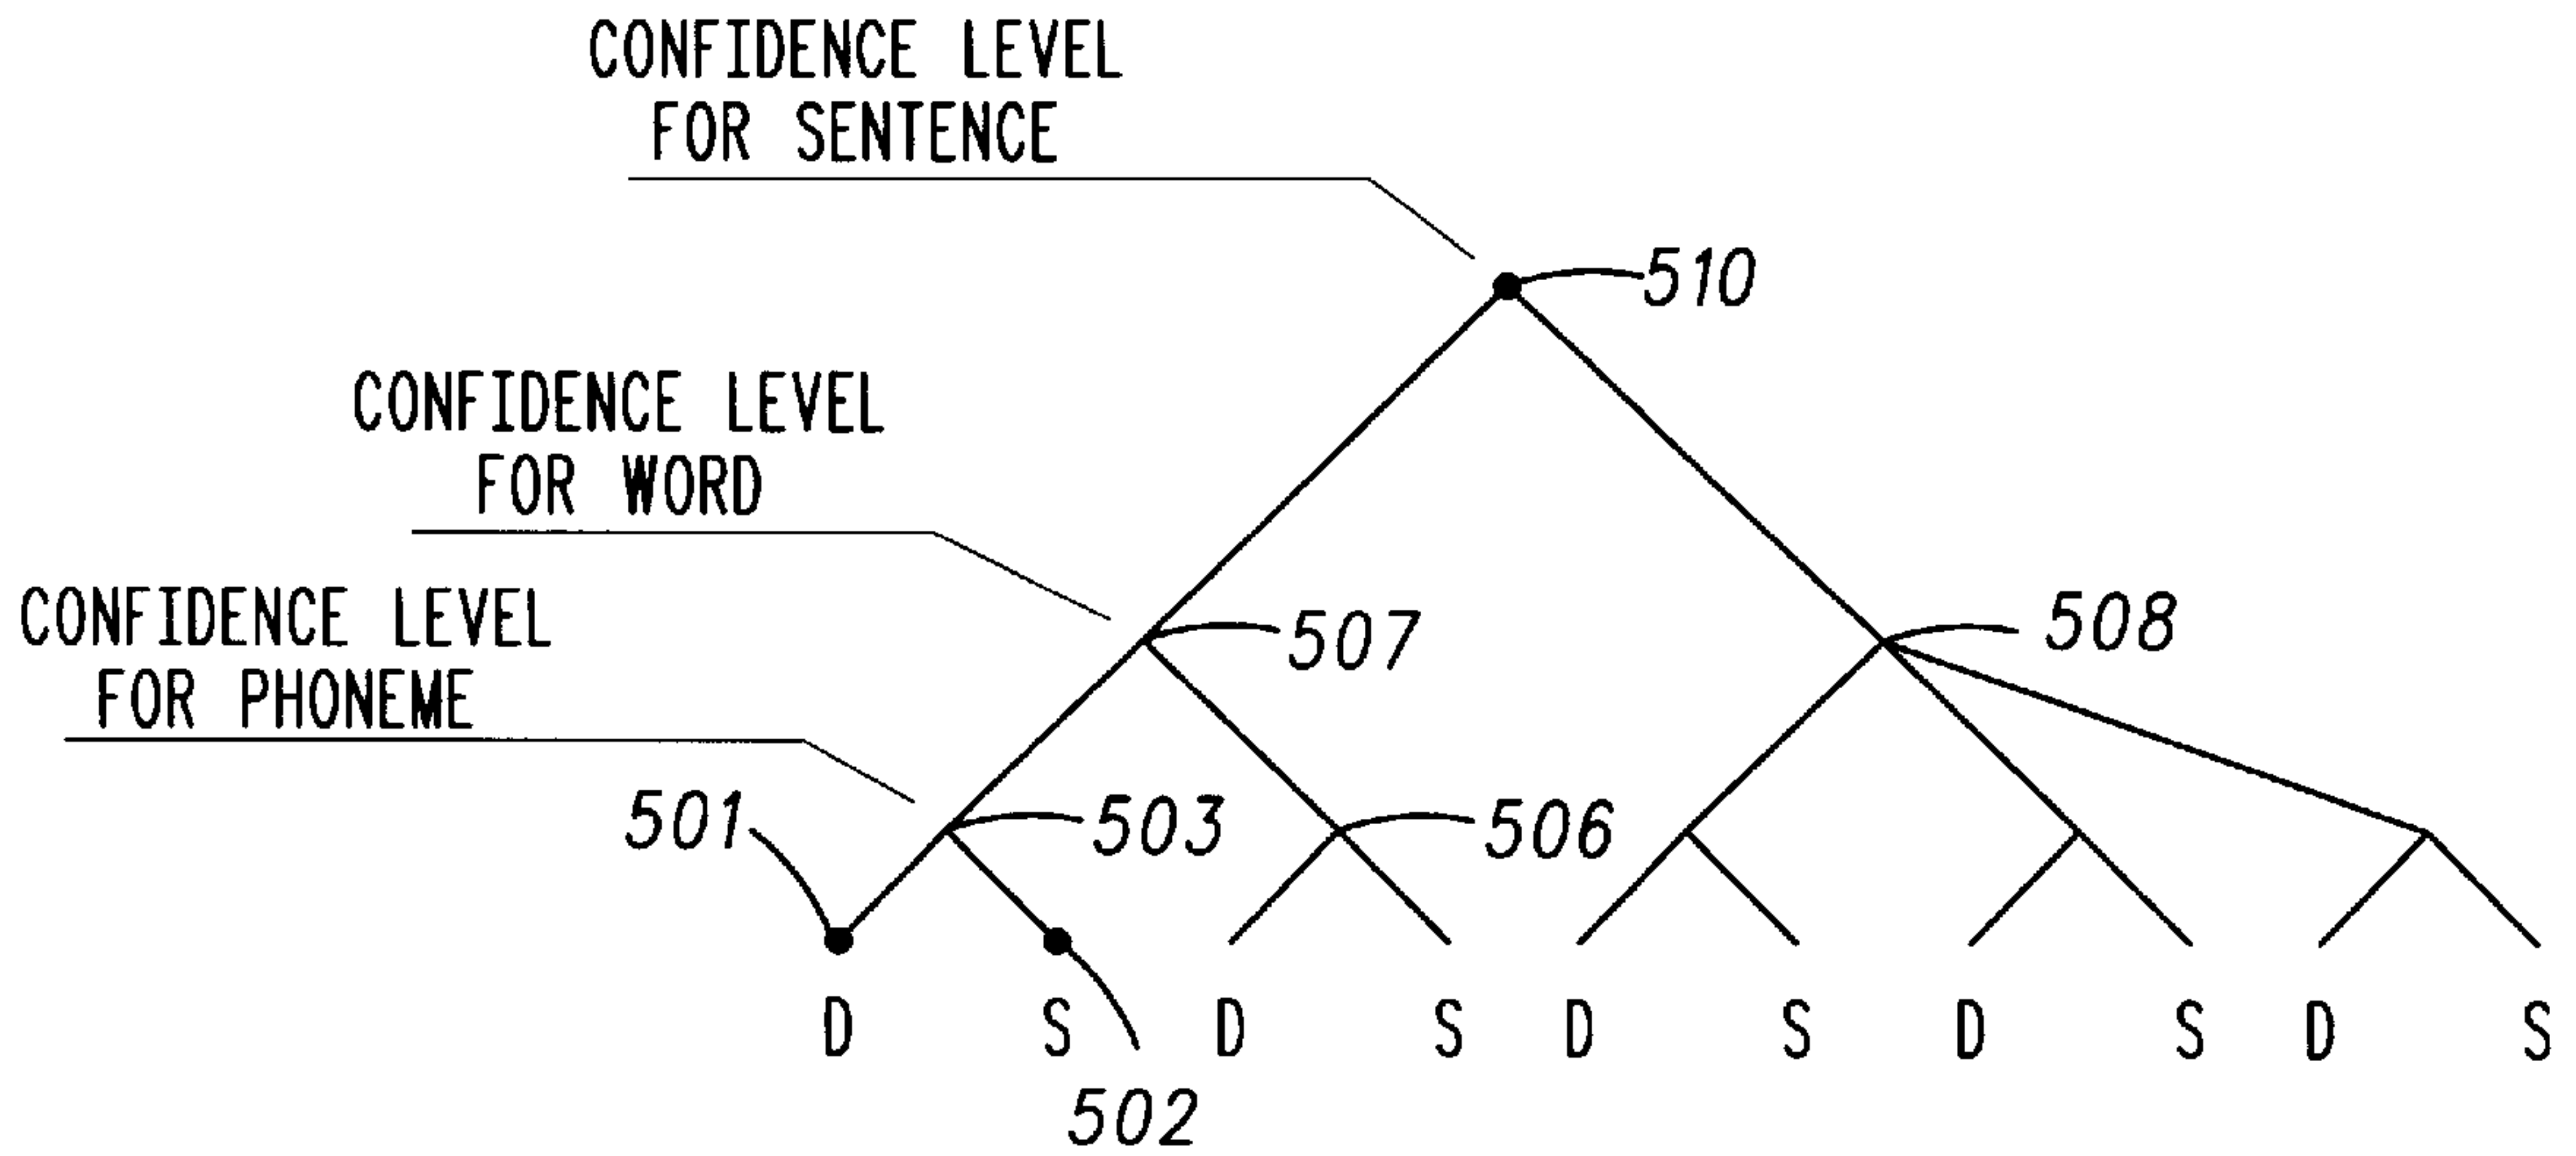 CONFIDENCE LEVEL
FOR SENTENCE
510
CONFIDENCE LEVEL
FOR WORD
507
508
CONFIDENCE LEVEL
FOR PHONEME
501
503
506
D S D S D S D S D S
502